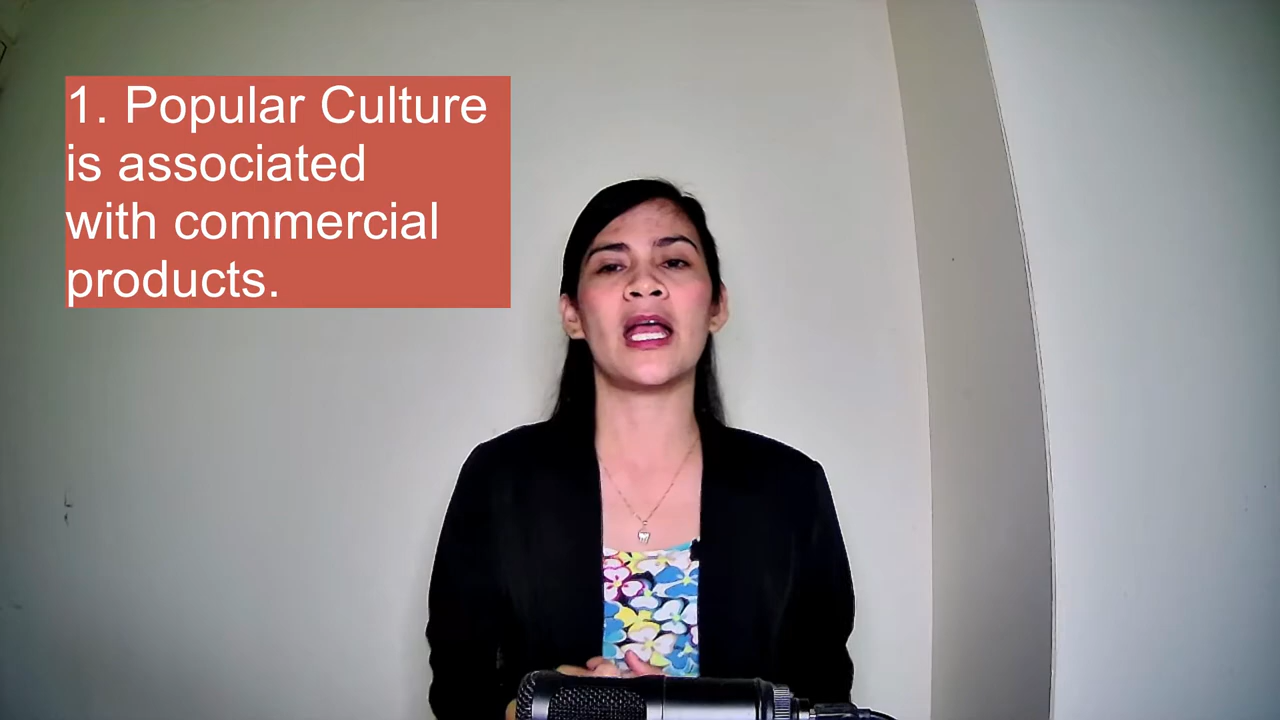 1. Popular Culture
is associated
with commercial
products.